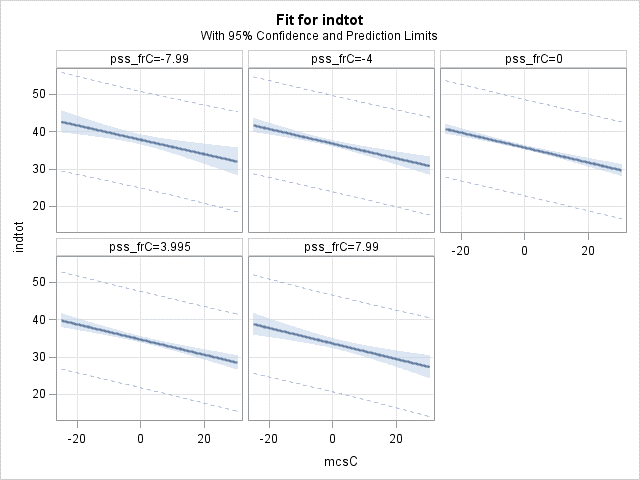 Fit for indtot
With 95% Confidence and Prediction Limits
pss_frC=-7.99
pss_frC=-4
pss_frC=0
50
40
30
20
indtot
-20
0
20
pss_frC=3.995
pss_frC=7.99
50
40
30
20
-20
0
20
-20
0
20
mcsC